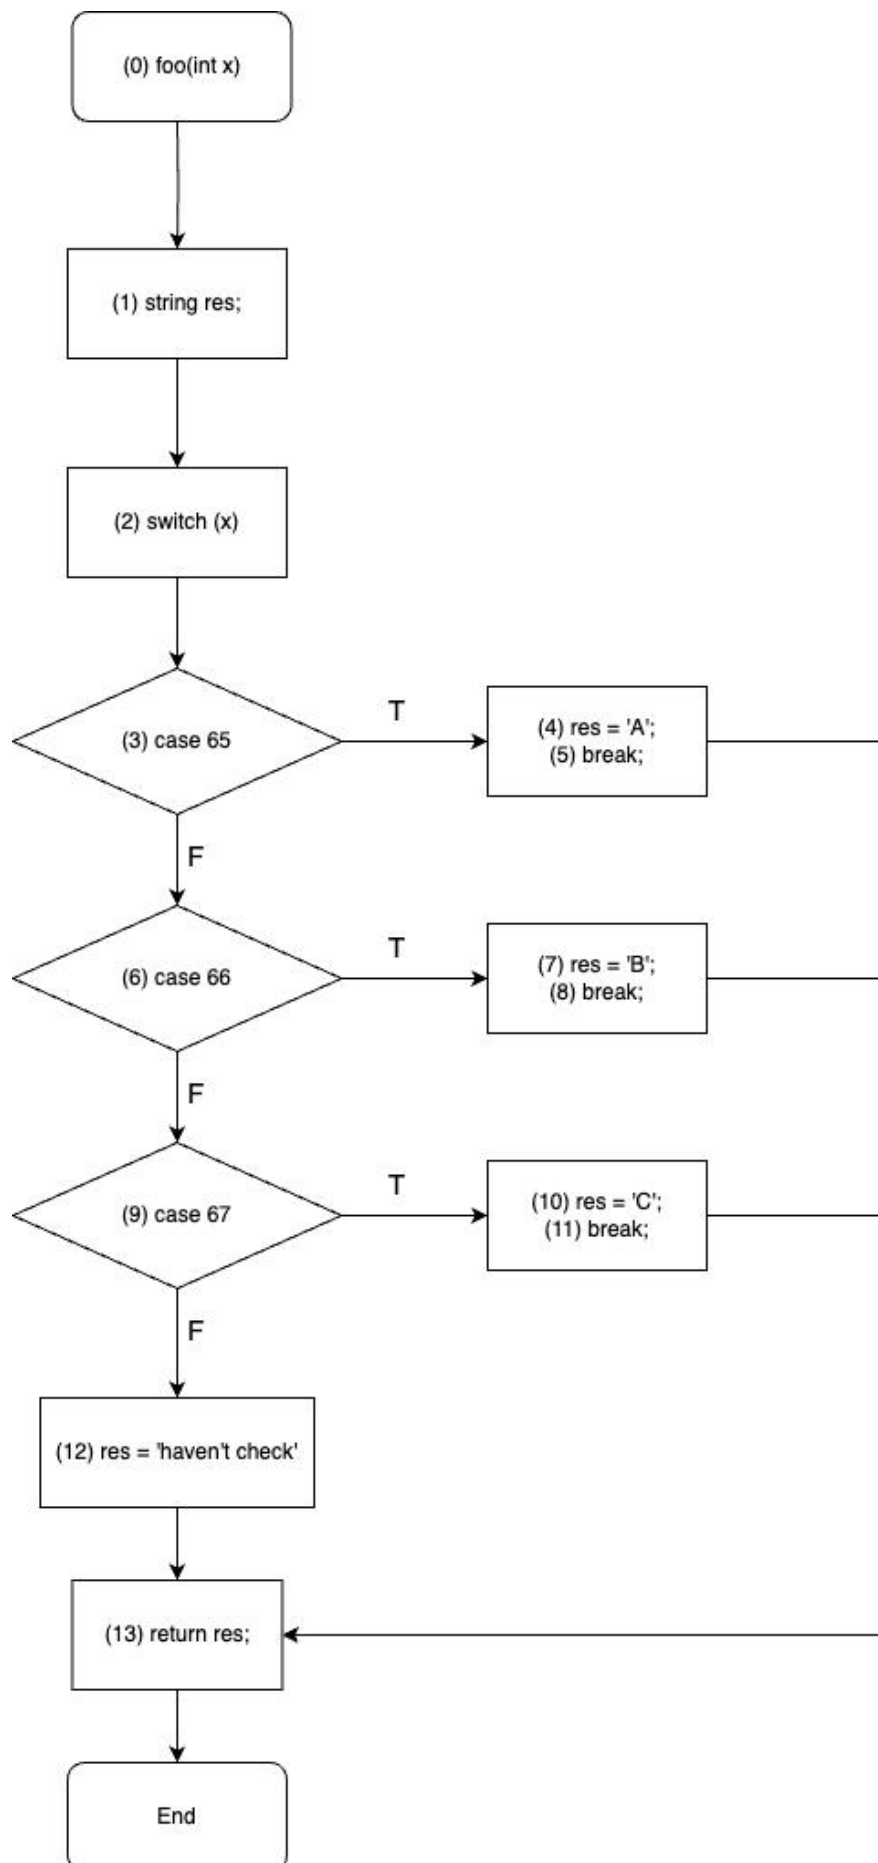 (0) foo(int x)
(1) string res;
(2) switch (x)
(3) case 65
T
(4) res = 'A';
(5) break;
F
(6) case 66
T
(7) res = 'B';
(8) break;
F
(9) case 67
T
(10) res = 'C';
(11) break;
F
(12) res = 'haven't check'
(13) return res;
End